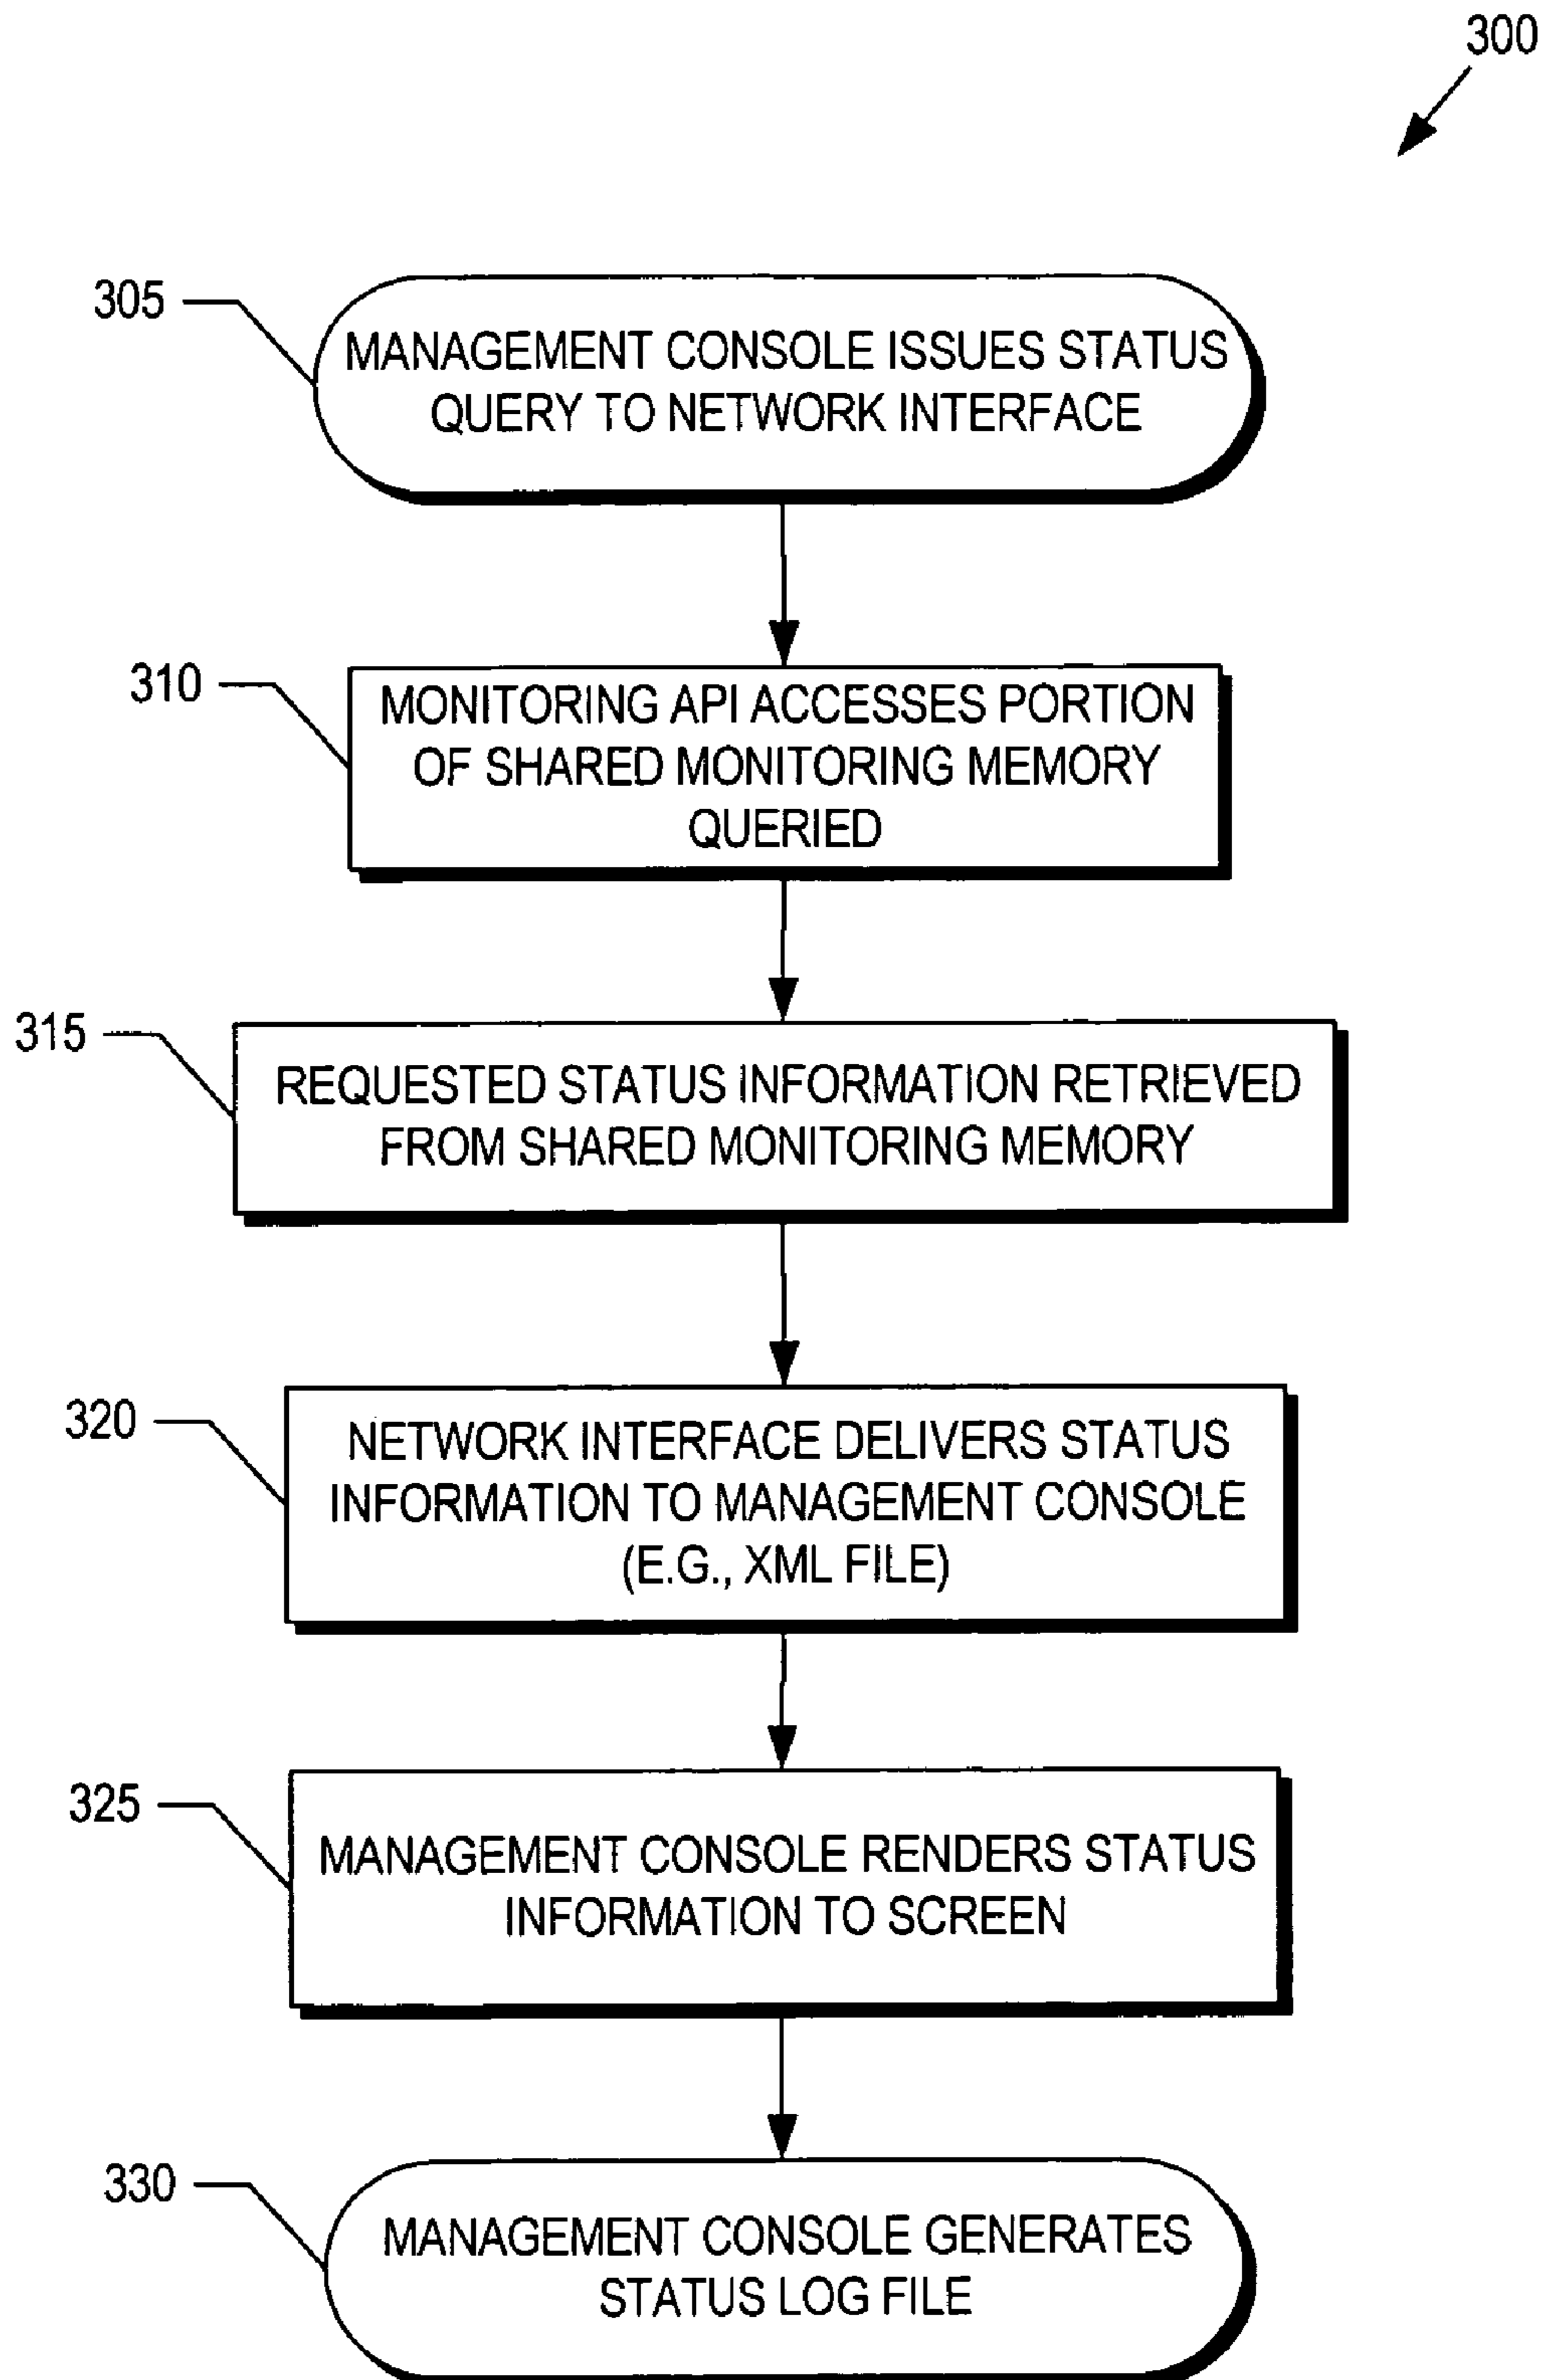 300
305
MANAGEMENT CONSOLE ISSUES STATUS
QUERY TO NETWORK INTERFACE
310
MONITORING API ACCESSES PORTION
OF SHARED MONITORING MEMORY
QUERIED
315
REQUESTED STATUS INFORMATION RETRIEVED
FROM SHARED MONITORING MEMORY
320
NETWORK INTERFACE DELIVERS STATUS
INFORMATION TO MANAGEMENT CONSOLE
(E.G., XML FILE)
325
MANAGEMENT CONSOLE RENDERS STATUS
INFORMATION TO SCREEN
330
MANAGEMENT CONSOLE GENERATES
STATUS LOG FILE